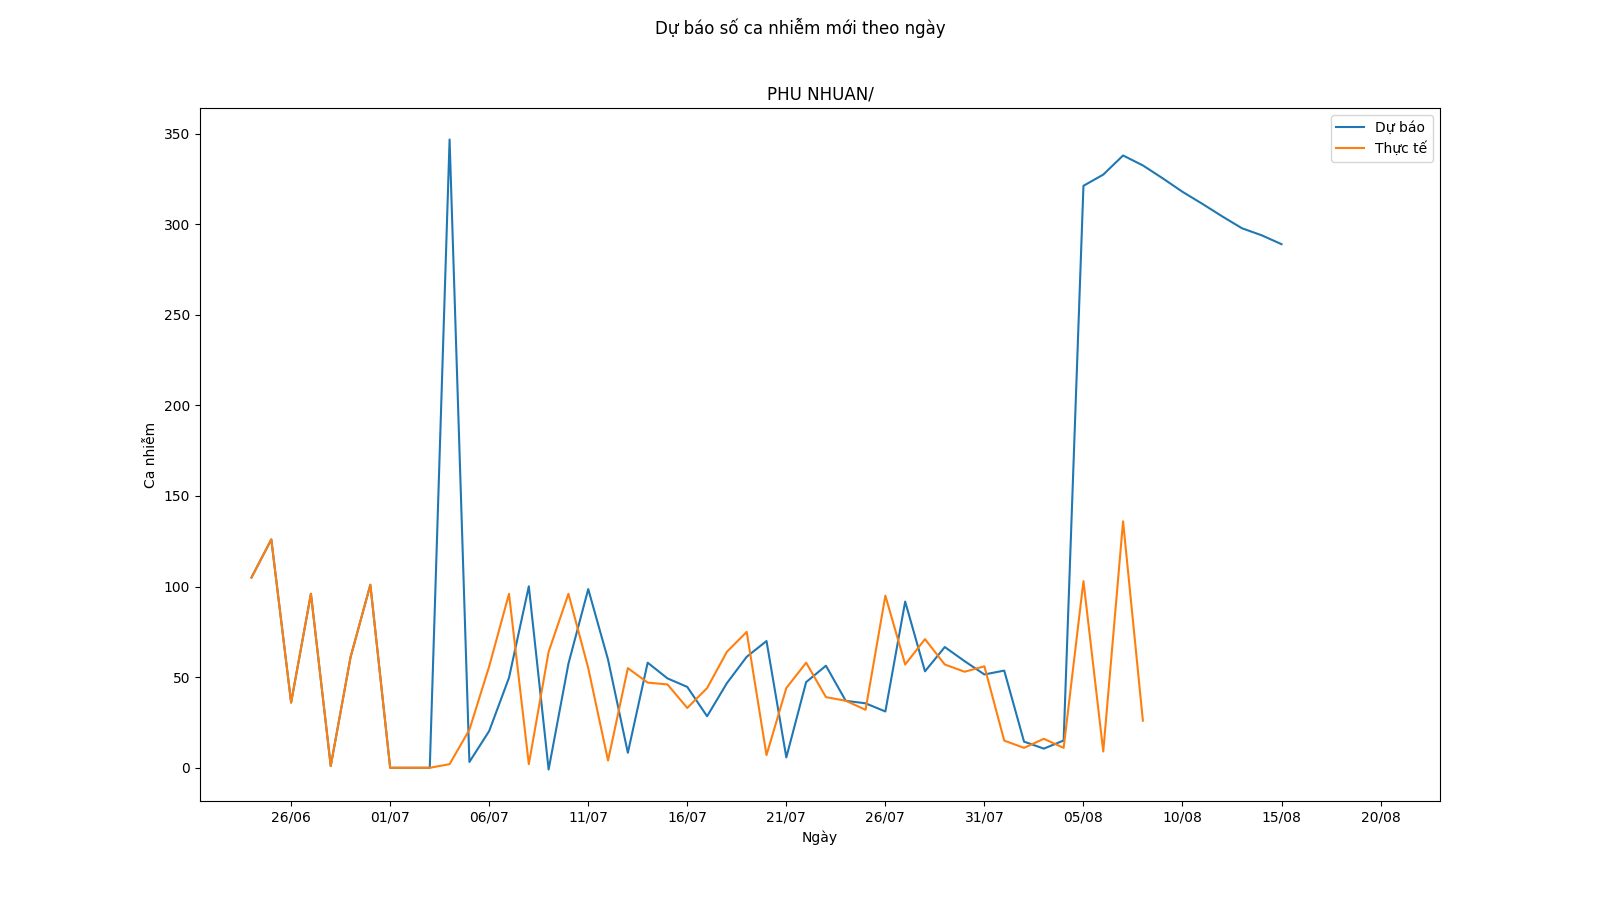 Dự báo số ca nhiễm mới theo ngày
PHU NHUAN/
Dự báo
Thực tế
350
300
250
200
150
100
50
0
Ca nhiễm
26/06 01/07 06/07 11/07 16/07 21/07 26/07 31/07 05/08 10/08 15/08 20/08
Ngày